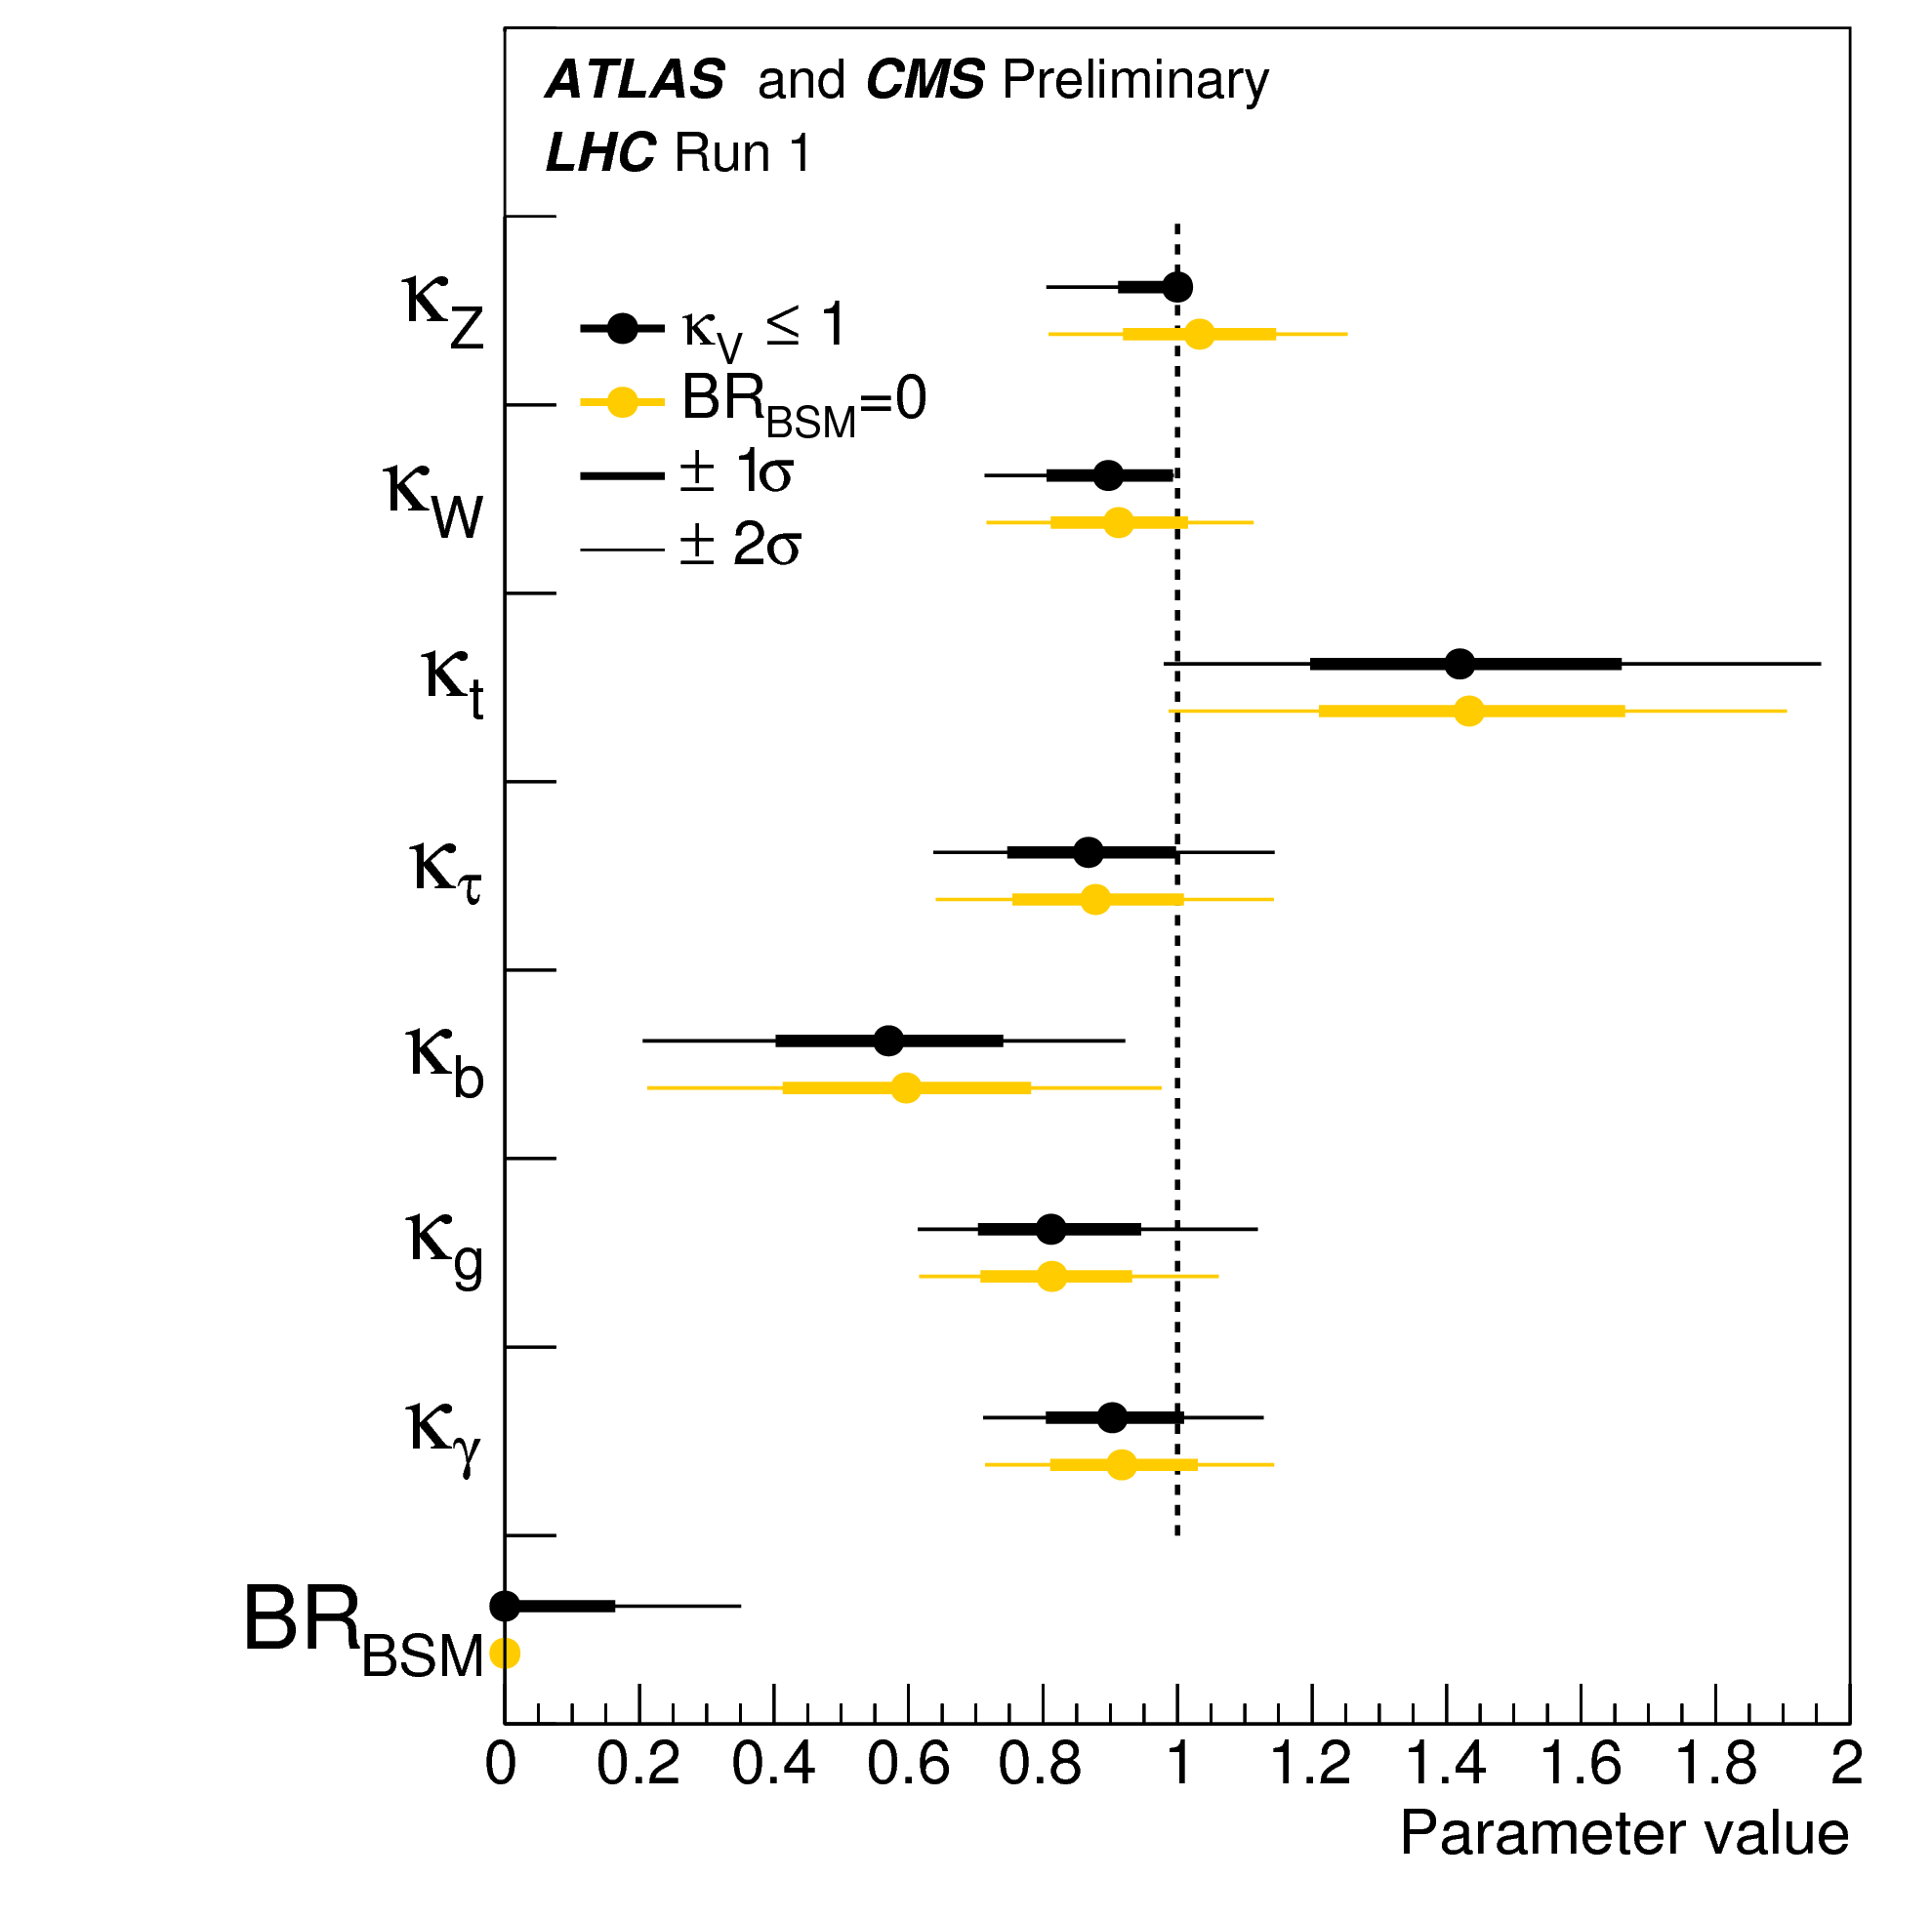 ATLAS and CMS Preliminary
LHC Run 1
κZ
κV ≤ 1
BRBSM=0
κW
± 1σ
± 2σ
κt
κτ
κb
κg
κγ
BRBSM
0 0.2 0.4 0.6 0.8 1 1.2 1.4 1.6 1.8 2
Parameter value